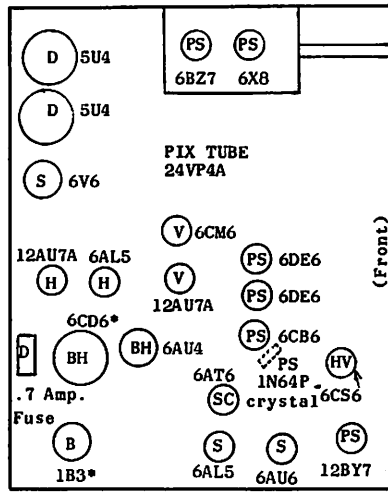 PS PS
D 5U4 6BZ7 6X8
D 5U4
PIX TUBE
24VP4A
S 6V6
V 6CM6
12AU7A 6AL5 PS 6DE6
H H V
12AU7A PS 6DE6
(Front)
6CD6*
D BH BH 6AU4 PS 6CB6
PS
6AT6 1N64P HV
.7 Amp. SC crystal 6CS6
Fuse
B S S PS
1B3* 6AL5 6AU6 12BY7